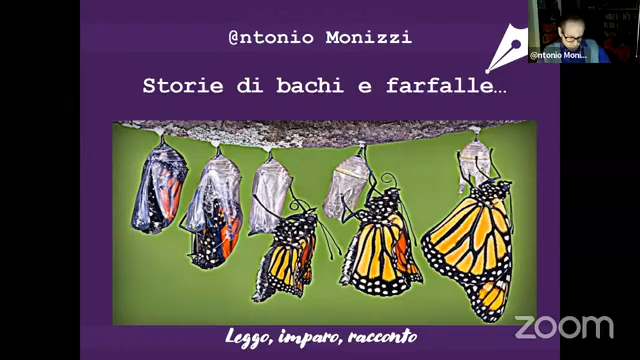 @ntonio Monizzi
Storie di bachi e farfalle…
@ntonio Moni...
Leggo, imparo, racconto
zoom